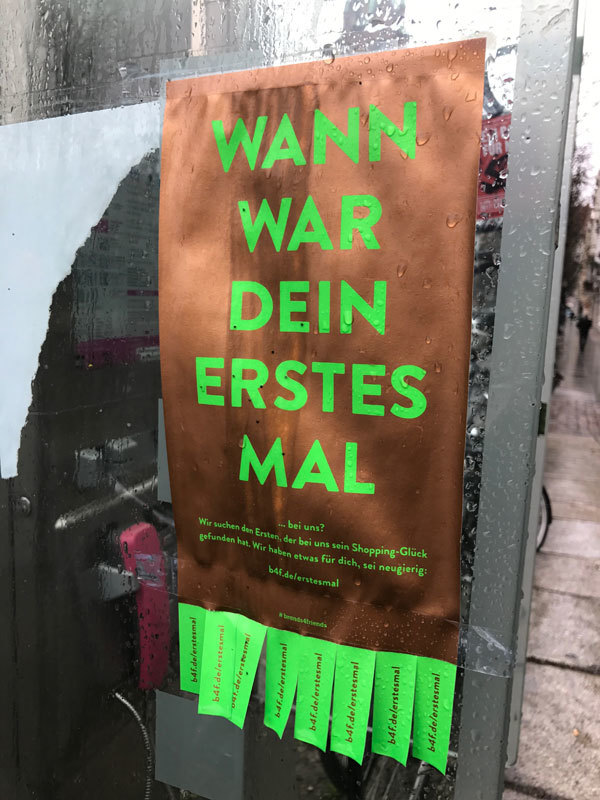 WANN
WAR
DEIN
ERSTES
MAL
... bei uns?
Wir suchen den Ersten, der bei uns sein Shopping-Glück
gefunden hat. Wir haben etwas für dich, sei neugierig:
b4f.de/erstesmal
#brands4friends
b4f.de/erstesmal
b4f.de/erstesmal
b4f.de/erstesmal
b4f.de/erstesmal
b4f.de/erstesmal
b4f.de/erstesmal
b4f.de/erstesmal
b4f.de/erstesmal